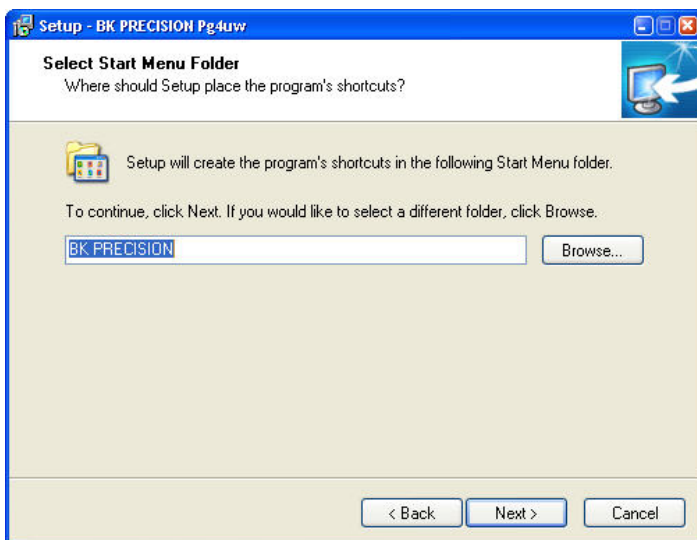 Setup - BK PRECISION Pg4uw
Select Start Menu Folder
Where should Setup place the program's shortcuts?
Setup will create the program's shortcuts in the following Start Menu folder.
To continue, click Next. If you would like to select a different folder, click Browse.
BK PRECISION
Browse...
< Back
Next >
Cancel